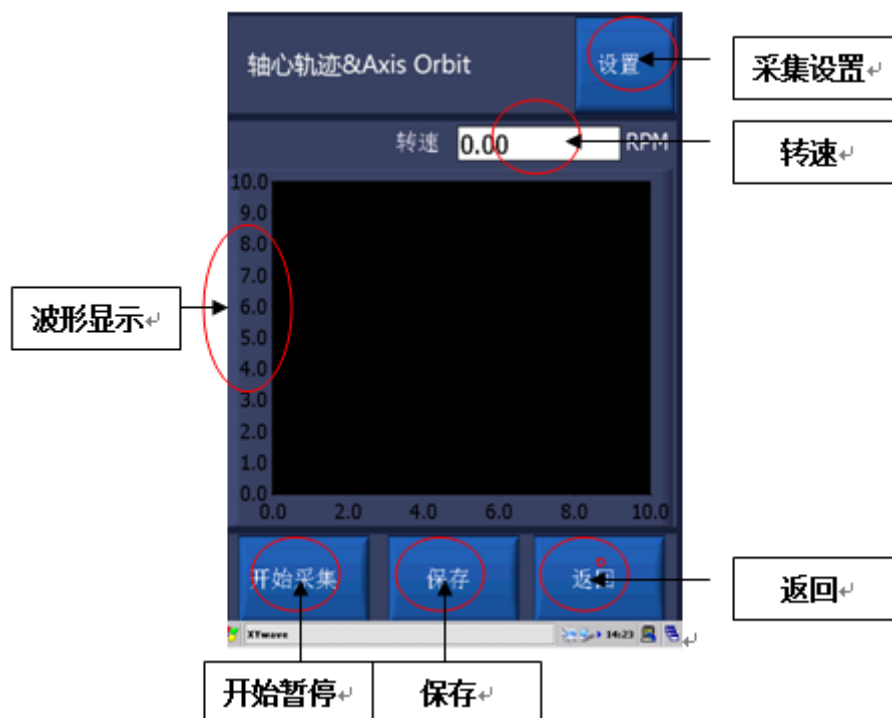 轴心轨迹&Axis Orbit
设置
采集设置
转速 0.00 RPM
转速
10.0
9.0
8.0
7.0
6.0
5.0
4.0
3.0
2.0
1.0
0.0
0.0 2.0 4.0 6.0 8.0 10.0
波形显示
开始采集 保存 返回
返回
XYwave 14:23
开始暂停 保存